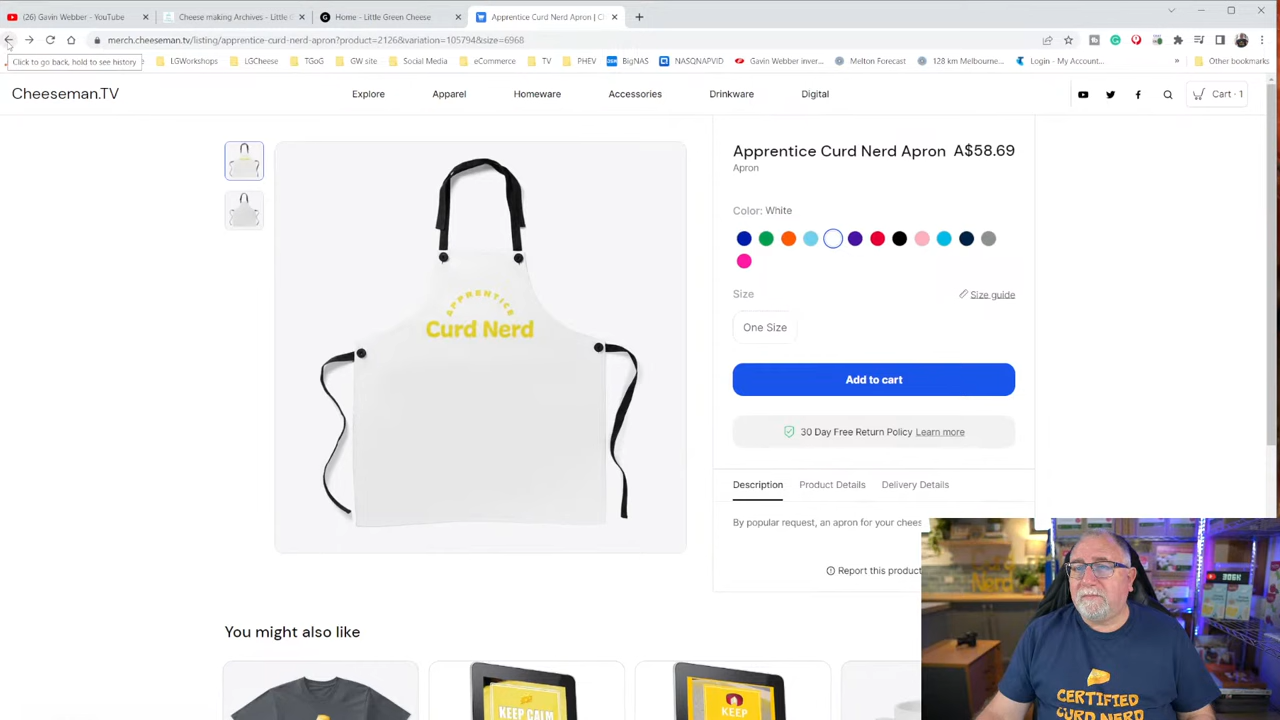 (26) Gavin Webber - YouTube
Cheese making Archives - Little G
Home - Little Green Cheese
Apprentice Curd Nerd Apron | C
merch.cheeseman.tv/listing/apprentice-curd-nerd-apron?product=2126&variation=105794&size=6968
Click to go back, hold to see history
LGWorkshops
LGCheese
TGoG
GW site
Social Media
eCommerce
TV
PHEV
BigNAS
NASQNAPVID
Gavin Webber inver...
Melton Forecast
128 km Melbourne...
Login - My Account...
»
Other bookmarks
Cheeseman.TV
Explore
Apparel
Homeware
Accessories
Drinkware
Digital
Cart · 1
APPRENTICE
Curd Nerd
Apprentice Curd Nerd Apron
A$58.69
Apron
Color: White
Size
Size guide
One Size
Add to cart
30 Day Free Return Policy Learn more
Description
Product Details
Delivery Details
By popular request, an apron for your chees
Report this product
You might also like
KEEP CALM
KEEP
Curd
Nerd
306K
CERTIFIED
CURD NERD